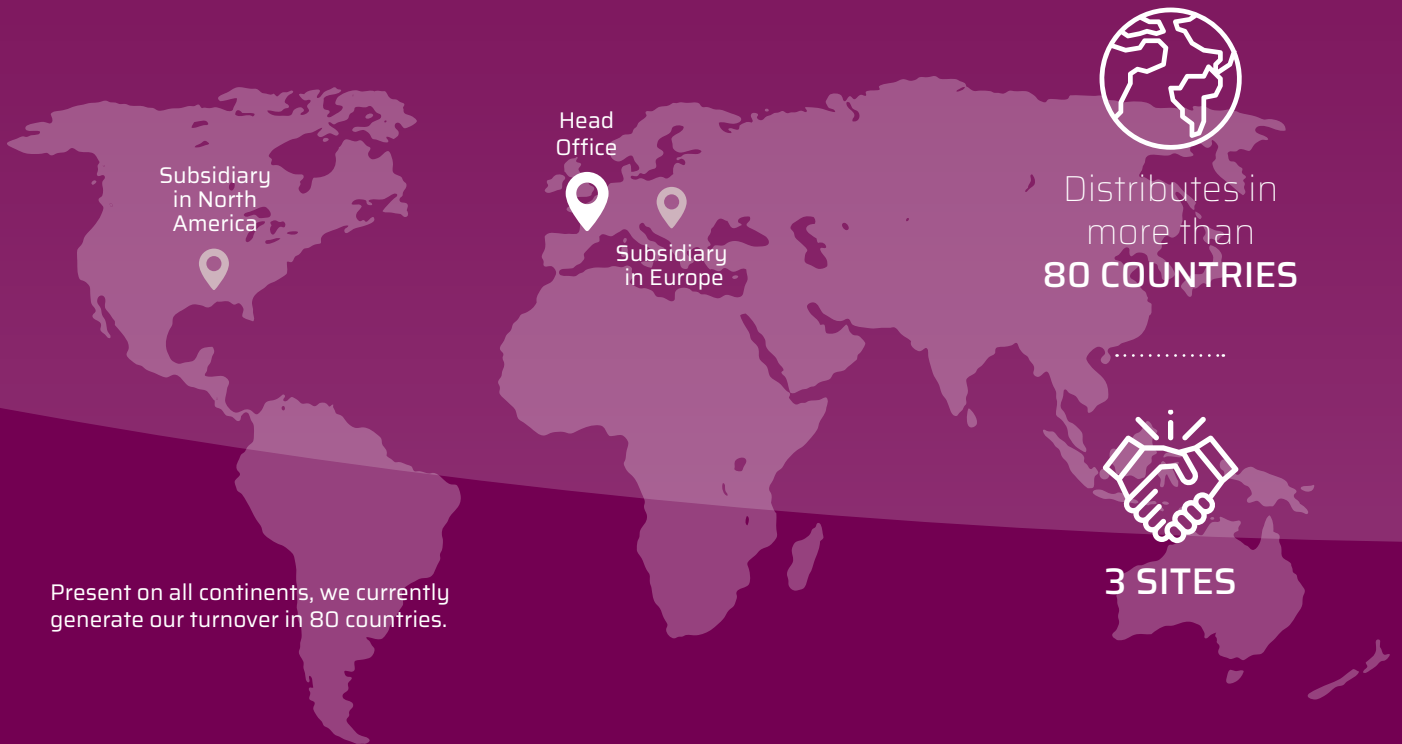 Head
Office
Subsidiary
in North
America
Subsidiary
in Europe
Distributes in
more than
80 COUNTRIES
3 SITES
Present on all continents, we currently
generate our turnover in 80 countries.